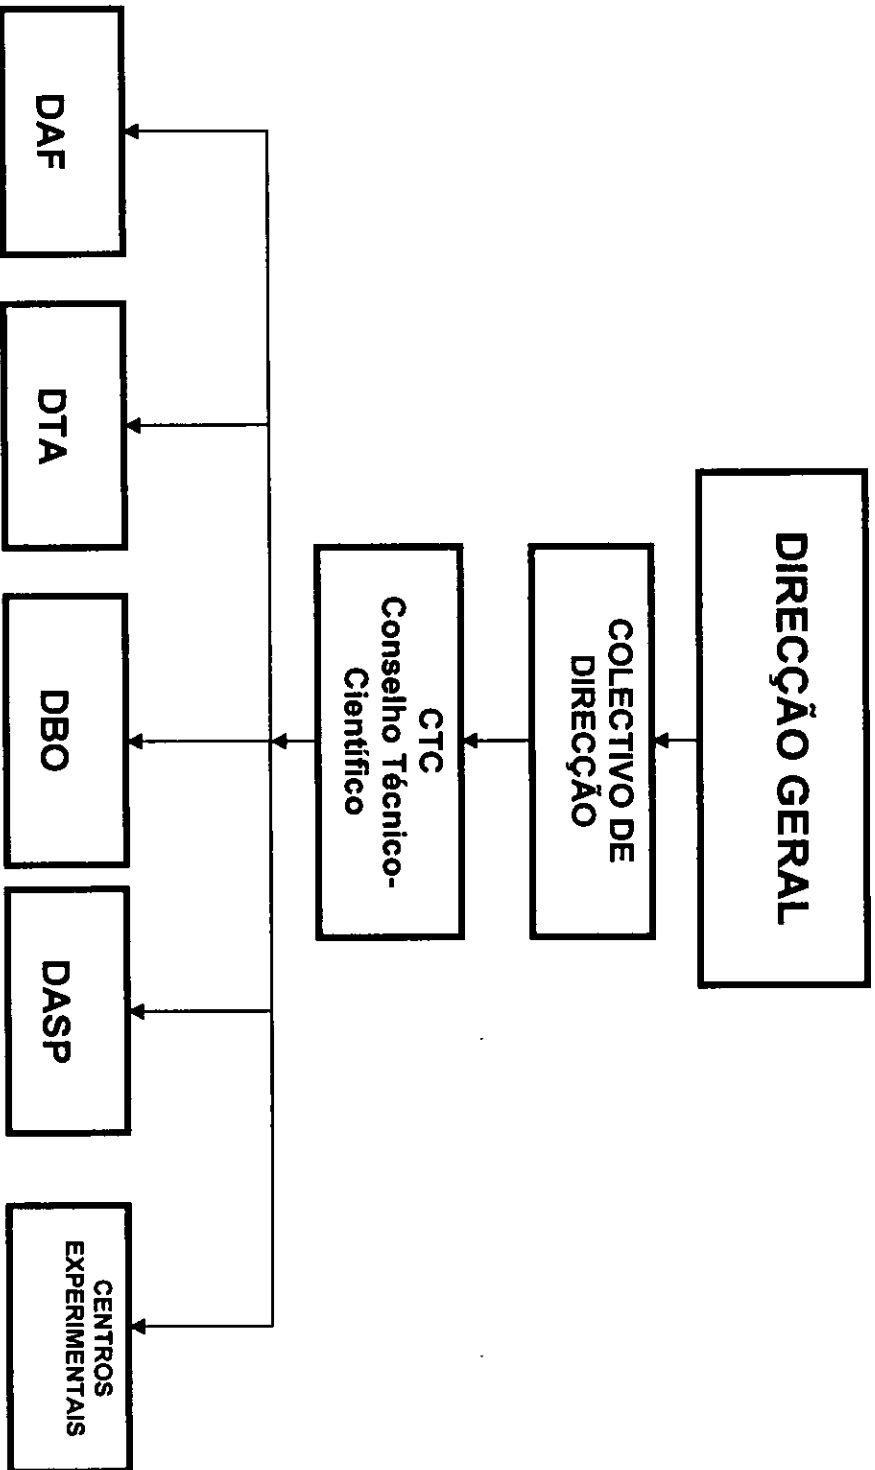 DIRECÇÃO GERAL
COLECTIVO DE
DIRECÇÃO
CTC
Conselho Técnico-
Científico
DAF
DTA
DBO
DASP
CENTROS
EXPERIMENTAIS